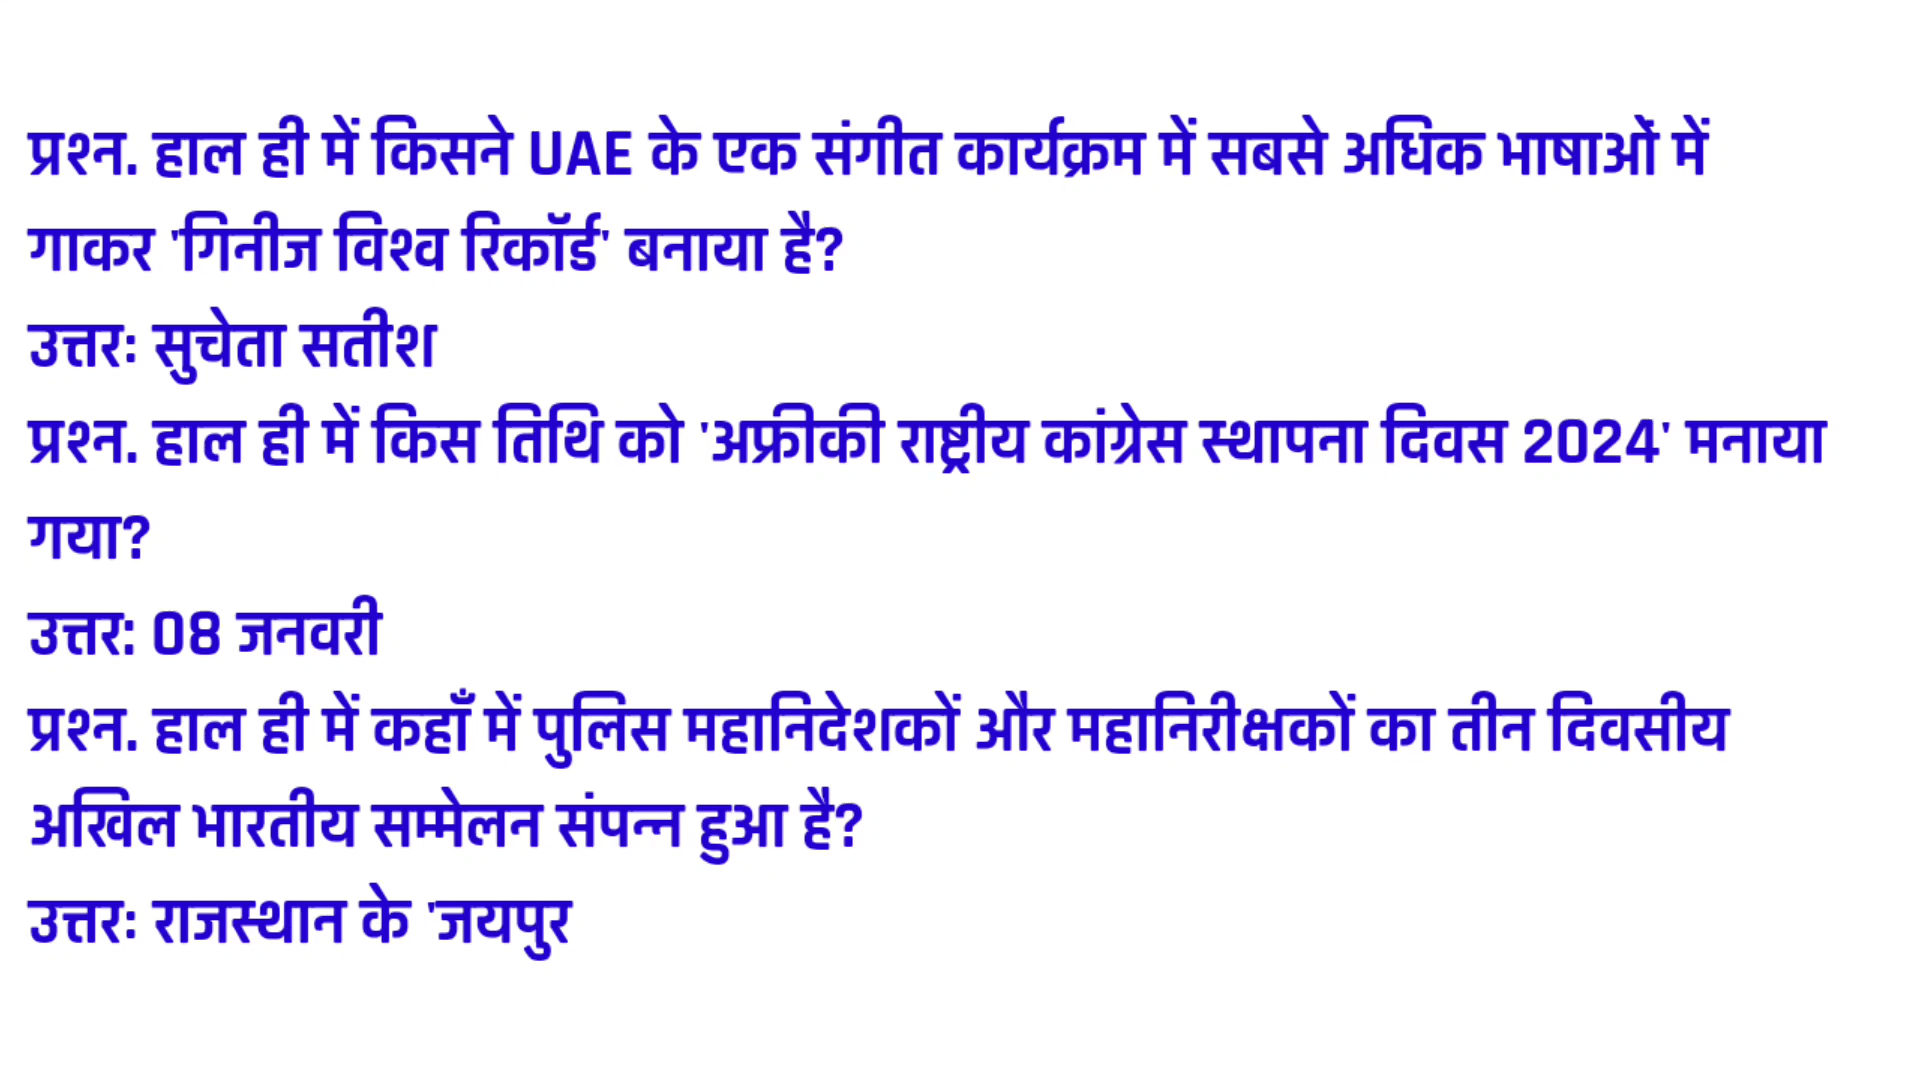 प्रश्न. हाल ही में किसने UAE के एक संगीत कार्यक्रम में सबसे अधिक भाषाओं में
गाकर 'गिनीज विश्व रिकॉर्ड' बनाया है?
उत्तरः सुचेता सतीश
प्रश्न. हाल ही में किस तिथि को 'अफ्रीकी राष्ट्रीय कांग्रेस स्थापना दिवस 2024' मनाया
गया?
उत्तर: 08 जनवरी
प्रश्न. हाल ही में कहाँ में पुलिस महानिदेशकों और महानिरीक्षकों का तीन दिवसीय
अखिल भारतीय सम्मेलन संपन्न हुआ है?
उत्तरः राजस्थान के 'जयपुर